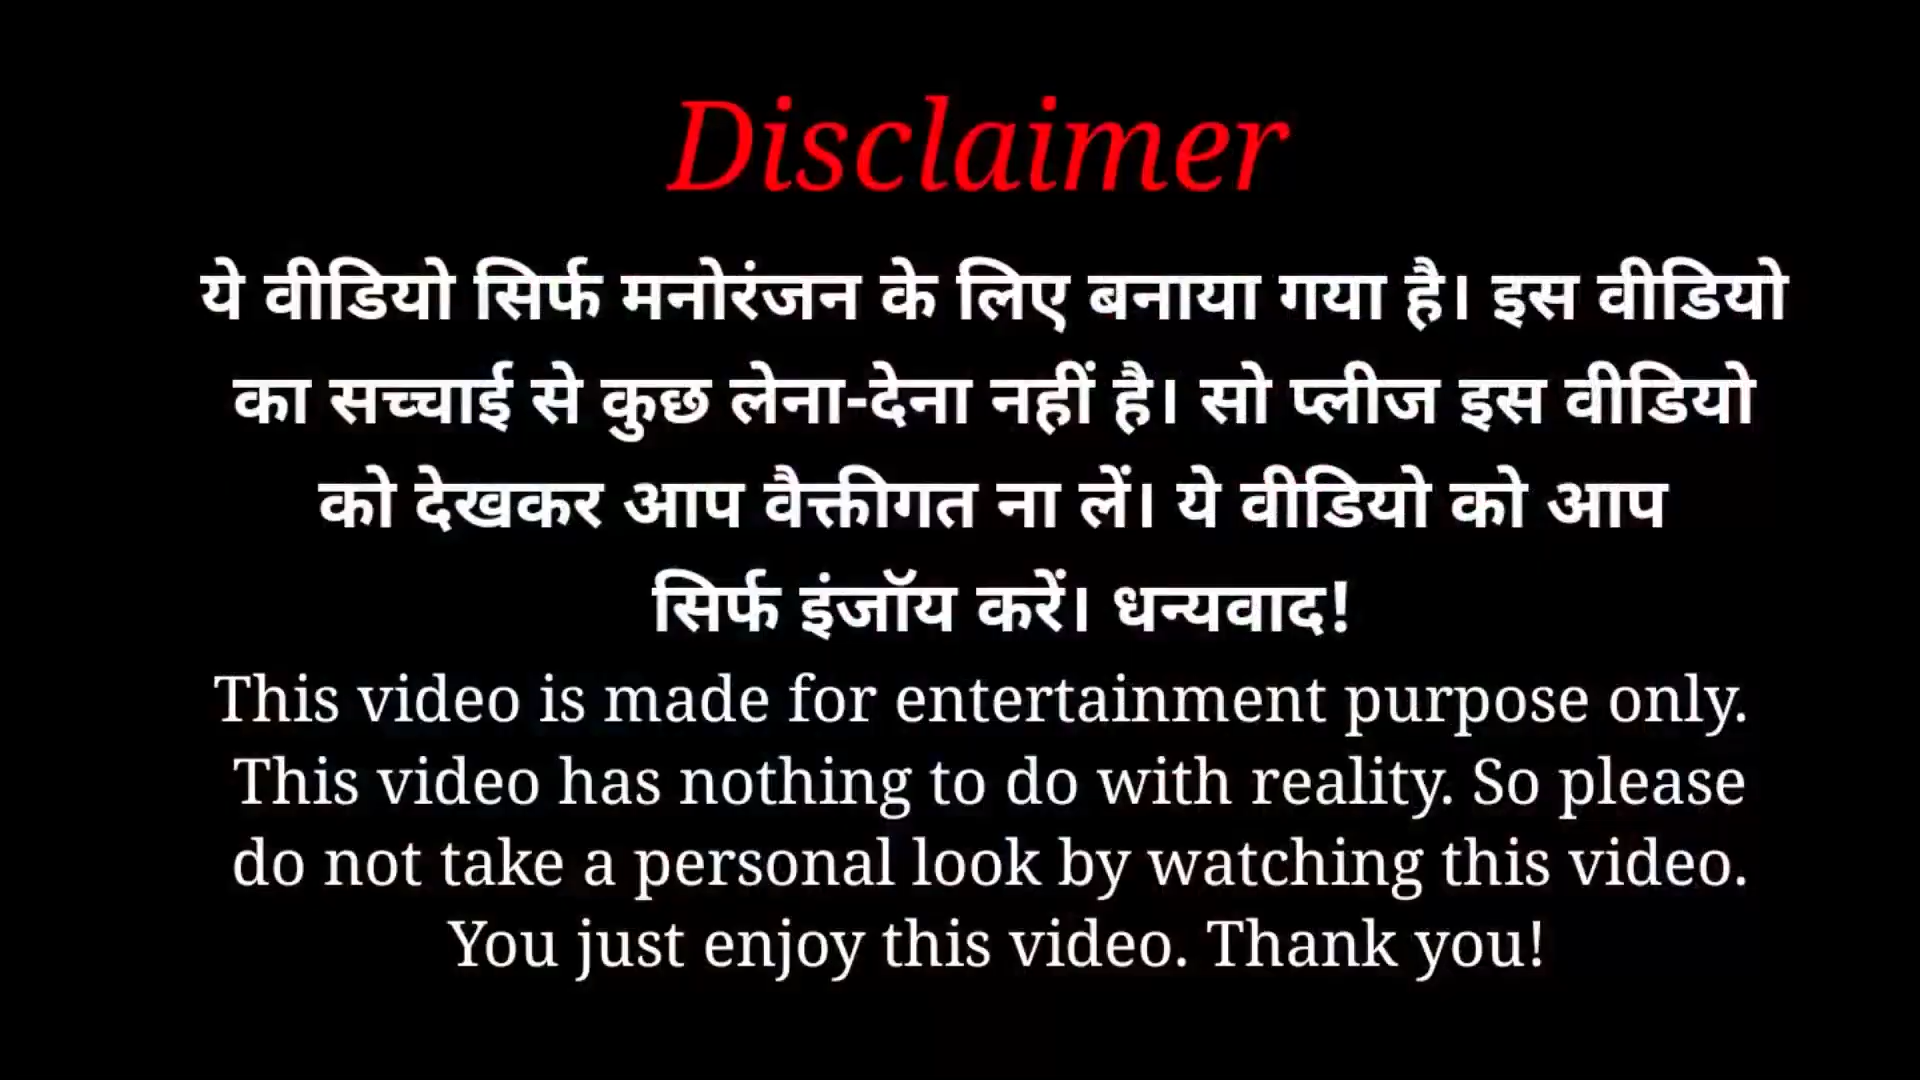 Disclaimer
ये वीडियो सिर्फ मनोरंजन के लिए बनाया गया है। इस वीडियो
का सच्चाई से कुछ लेना-देना नहीं है। सो प्लीज इस वीडियो
को देखकर आप वैक्तीगत ना लें। ये वीडियो को आप
सिर्फ इंजॉय करें। धन्यवाद!
This video is made for entertainment purpose only.
This video has nothing to do with reality. So please
do not take a personal look by watching this video.
You just enjoy this video. Thank you!